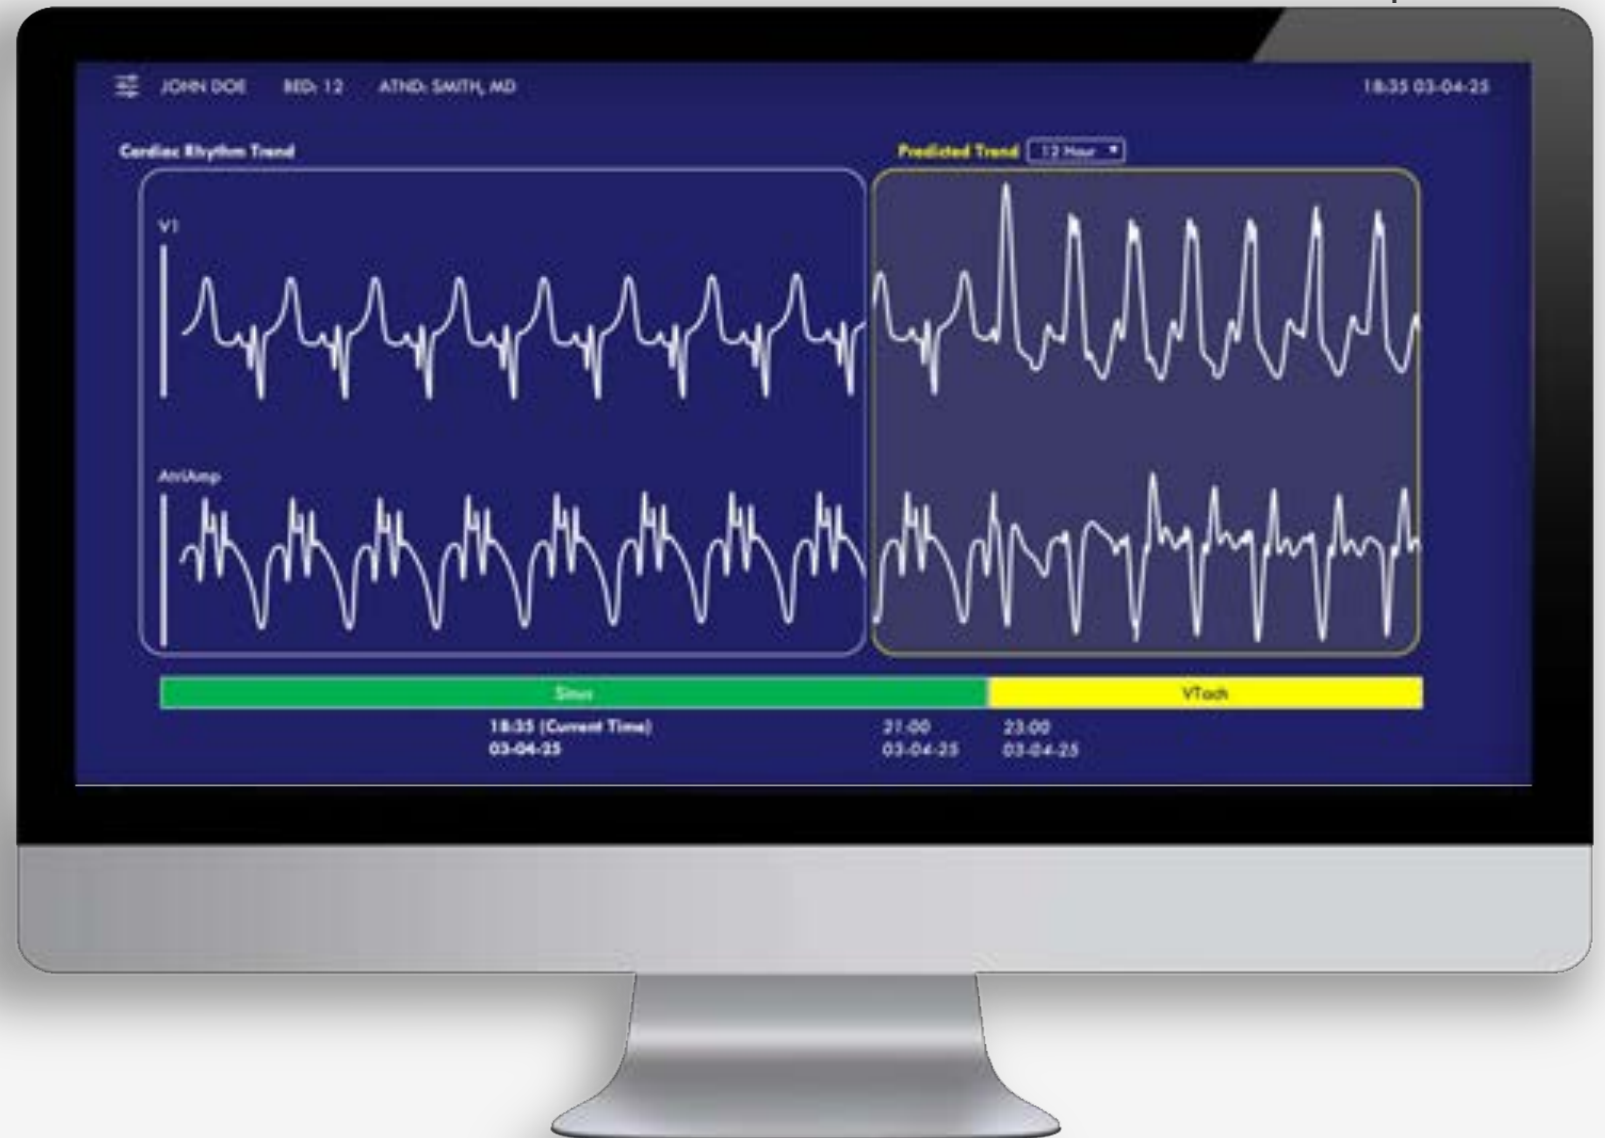 JOHN DOE BED: 12 ATND: SMITH, MD 18:35 03-04-25
Cardiac Rhythm Trend
Predicted Trend 12 Hour
V1
AtriAmp
Sinus VTach
18:35 (Current Time) 21:00 23:00
03-04-25 03-04-25 03-04-25